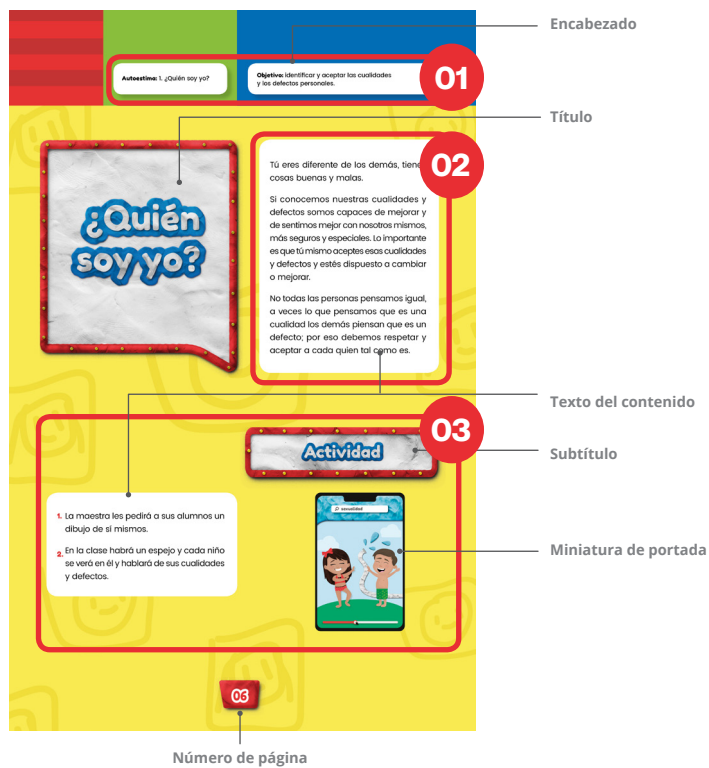 Encabezado
Autoestima: 1. ¿Quién soy yo?
Objetivo: Identificar y aceptar las cualidades
y los defectos personales.
01
Título
¿Quién
soy yo?
02
Tú eres diferente de los demás, tiene
cosas buenas y malas.
Si conocemos nuestras cualidades y
defectos somos capaces de mejorar y
de sentirnos mejor con nosotros mismos,
más seguros y especiales. Lo importante
es que tú mismo aceptes esas cualidades
y defectos y estés dispuesto a cambiar
o mejorar.
No todas las personas pensamos igual,
a veces lo que pensamos que es una
cualidad los demás piensan que es un
defecto; por eso debemos respetar y
aceptar a cada quien tal como es.
Texto del contenido
03
Actividad
Subtítulo
1. La maestra les pedirá a sus alumnos un
dibujo de sí mismos.
2. En la clase habrá un espejo y cada niño
se verá en él y hablará de sus cualidades
y defectos.
sexualidad
Miniatura de portada
06
Número de página